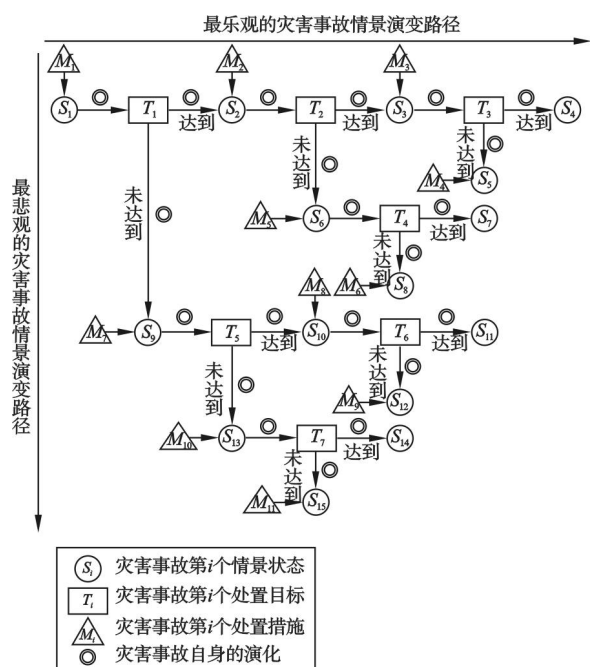 最乐观的灾害事故情景演变路径
最悲观的灾害事故情景演变路径
M1 M2 M3
S1 T1 达到 S2 T2 达到 S3 T3 达到 S4
未达到 未达到 未达到
M4 S5
M5 S6 T4 达到 S7
未达到
M8 M6 S8
M7 S9 T5 达到 S10 T6 达到 S11
未达到 未达到
M9 S12
M10 S13 T7 达到 S14
未达到
M11 S15
Si 灾害事故第i个情景状态
Ti 灾害事故第i个处置目标
Mi 灾害事故第i个处置措施
灾害事故自身的演化